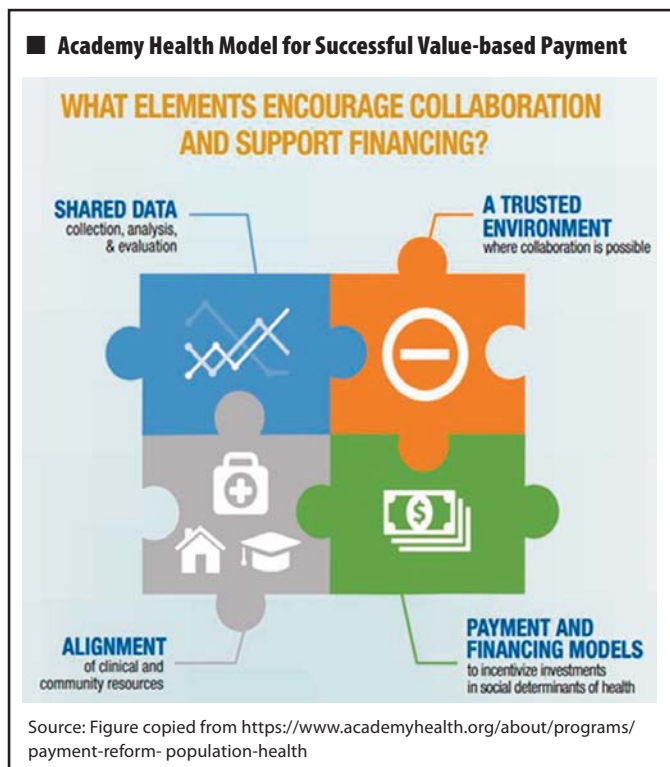 ■ Academy Health Model for Successful Value-based Payment
WHAT ELEMENTS ENCOURAGE COLLABORATION
AND SUPPORT FINANCING?
SHARED DATA
collection, analysis,
& evaluation
A TRUSTED
ENVIRONMENT
where collaboration is possible
$
ALIGNMENT
of clinical and
community resources
PAYMENT AND
FINANCING MODELS
to incentivize investments
in social determinants of health
Source: Figure copied from https://www.academyhealth.org/about/programs/
payment-reform- population-health